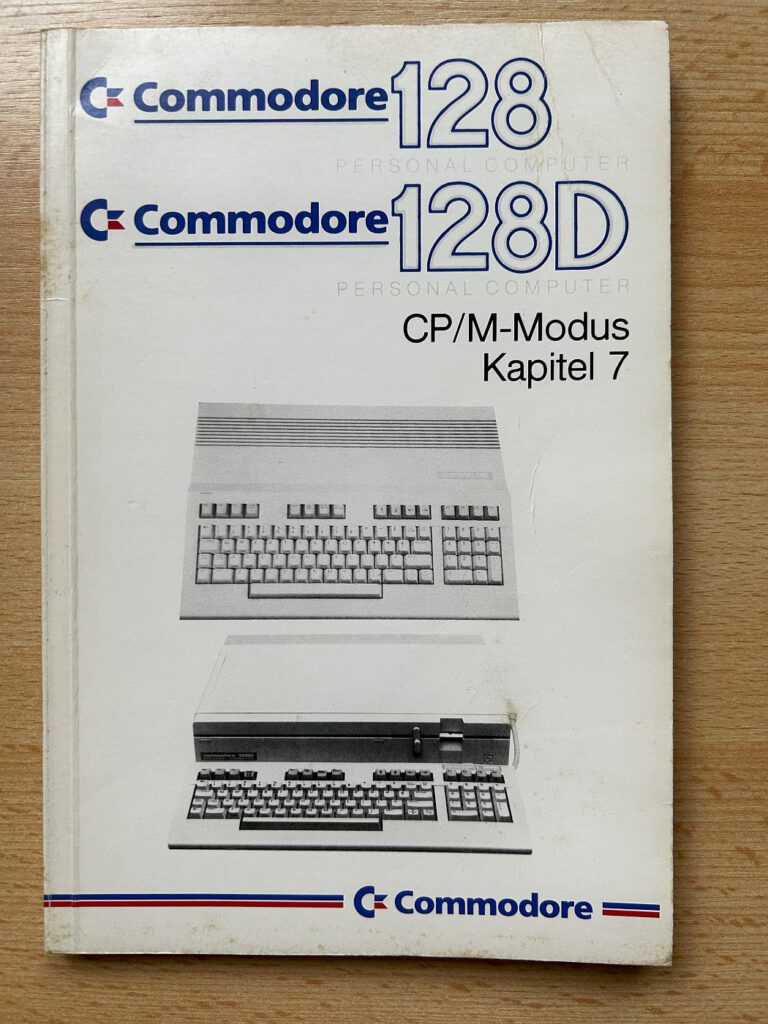 Commodore 128
PERSONAL COMPUTER
Commodore 128D
PERSONAL COMPUTER
CP/M-Modus
Kapitel 7
Commodore